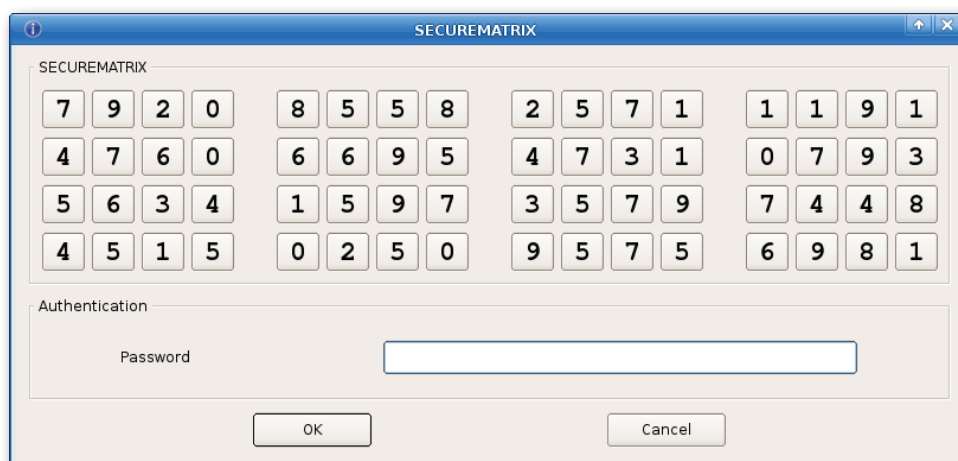 SECUREMATRIX
SECUREMATRIX
7 9 2 0 8 5 5 8 2 5 7 1 1 1 9 1
4 7 6 0 6 6 9 5 4 7 3 1 0 7 9 3
5 6 3 4 1 5 9 7 3 5 7 9 7 4 4 8
4 5 1 5 0 2 5 0 9 5 7 5 6 9 8 1
Authentication
Password
OK Cancel